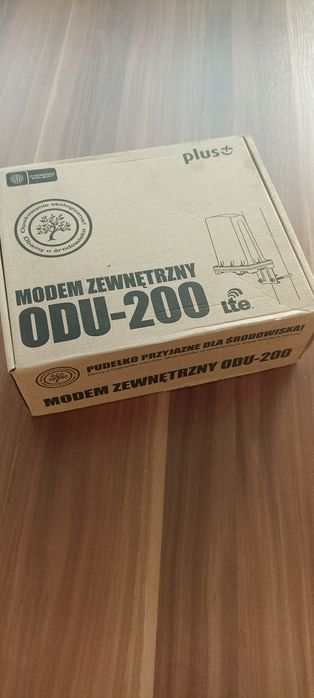 plus
Opakowanie ekologiczne!
Dbamy o środowisko
MODEM ZEWNĘTRZNY
ODU-200
Lte
PUDEŁKO PRZYJAZNE DLA ŚRODOWISKA!
MODEM ZEWNĘTRZNY ODU-200